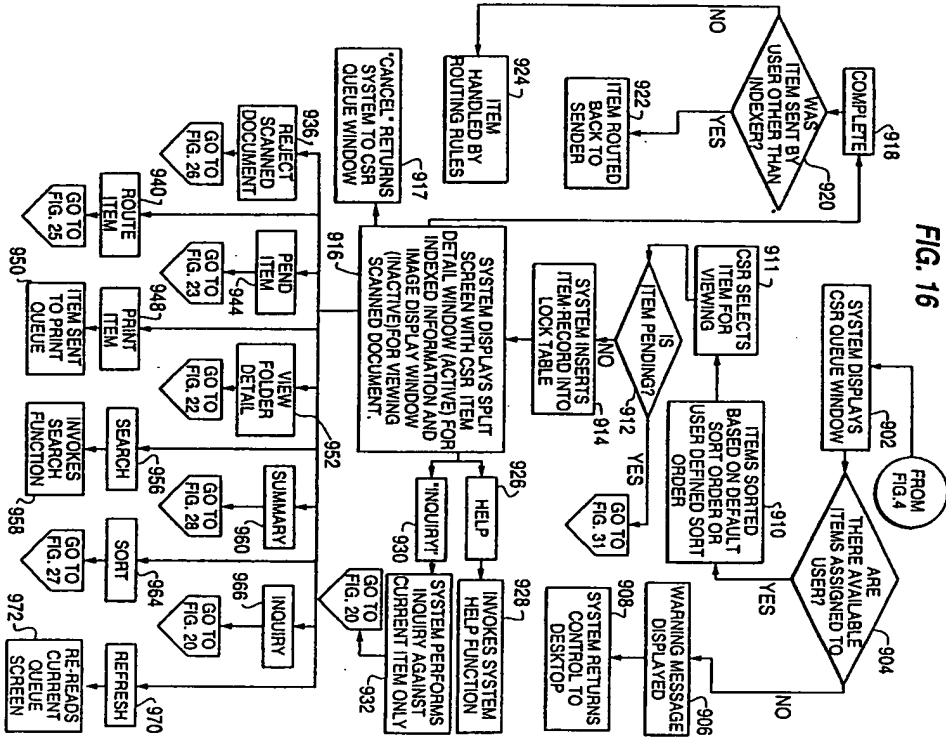 FIG. 16
FROM
FIG.4
902
SYSTEM DISPLAYS
CSR QUEUE WINDOW
904
ARE
THERE AVAILABLE
ITEMS ASSIGNED TO
USER?
NO
YES
906
WARNING MESSAGE
DISPLAYED
908
SYSTEM RETURNS
CONTROL TO
DESKTOP
910
ITEMS SORTED
BASED ON DEFAULT
SORT ORDER OR
USER DEFINED SORT
ORDER
911
CSR SELECTS
ITEM FOR
VIEWING
912
IS
ITEM PENDING?
YES
GO TO
FIG. 31
NO
914
SYSTEM INSERTS
ITEM-RECORD INTO
LOCK TABLE
916
SYSTEM DISPLAYS SPLIT
SCREEN WITH CSR ITEM
DETAIL WINDOW (ACTIVE) FOR
INDEXED INFORMATION AND
IMAGE DISPLAY WINDOW
(INACTIVE) FOR VIEWING
SCANNED DOCUMENT.
917
"CANCEL" RETURNS
SYSTEM TO CSR
QUEUE WINDOW
918
COMPLETE
920
WAS
ITEM SENT BY
USER OTHER THAN
INDEXER?
YES
922
ITEM ROUTED
BACK TO
SENDER
NO
924
ITEM
HANDLED BY
ROUTING RULES
926
HELP
928
INVOKES SYSTEM
HELP FUNCTION
930
"INQUIRY!
932
SYSTEM PERFORMS
INQUIRY AGAINST
CURRENT ITEM ONLY
GO TO
FIG. 20
936
REJECT
SCANNED
DOCUMENT
GO TO
FIG. 26
940
ROUTE
ITEM
GO TO
FIG. 25
944
PEND
ITEM
GO TO
FIG. 23
948
PRINT
ITEM
950
ITEM SENT
TO PRINT
QUEUE
952
VIEW
FOLDER
DETAIL
GO TO
FIG. 22
956
SEARCH
958
INVOKES
SEARCH
FUNCTION
960
SUMMARY
GO TO
FIG. 28
964
SORT
GO TO
FIG. 27
966
INQUIRY
GO TO
FIG. 20
970
REFRESH
972
RE-READS
CURRENT
QUEUE
SCREEN